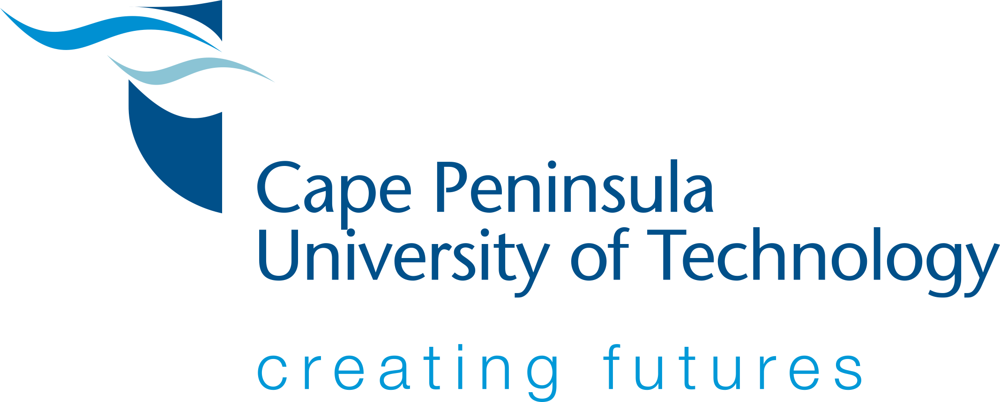 Cape Peninsula
University of Technology
creating futures